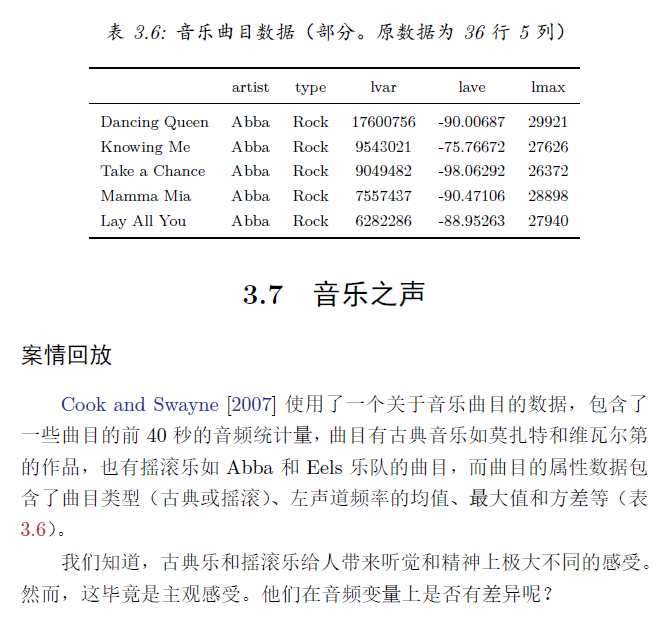 表 3.6: 音乐曲目数据（部分。原数据为 36 行 5 列）
artist type lvar lave lmax
Dancing Queen Abba Rock 17600756 -90.00687 29921
Knowing Me Abba Rock 9543021 -75.76672 27626
Take a Chance Abba Rock 9049482 -98.06292 26372
Mamma Mia Abba Rock 7557437 -90.47106 28898
Lay All You Abba Rock 6282286 -88.95263 27940
3.7 音乐之声
案情回放
Cook and Swayne [2007] 使用了一个关于音乐曲目的数据，包含了
一些曲目的前 40 秒的音频统计量，曲目有古典音乐如莫扎特和维瓦尔第
的作品，也有摇滚乐如 Abba 和 Eels 乐队的曲目，而曲目的属性数据包
含了曲目类型（古典或摇滚）、左声道频率的均值、最大值和方差等（表
3.6）。
我们知道，古典乐和摇滚乐给人带来听觉和精神上极大不同的感受。
然而，这毕竟是主观感受。他们在音频变量上是否有差异呢？